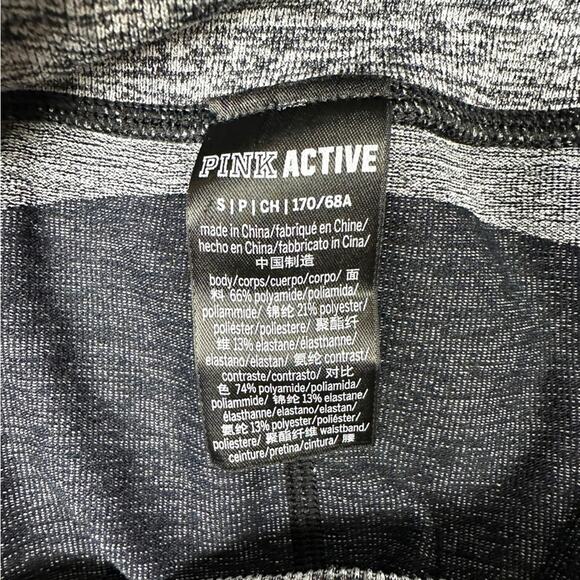 PINK ACTIVE
S | P | CH | 170/68A
made in China/fabriqué en Chine/
hecho en China/fabbricato in Cina/
中国制造
body/corps/cuerpo/corpo/ 面
料 66% polyamide/poliamida/
poliammide/ 锦纶 21% polyester/
poliéster/poliestere/ 聚酯纤
维 13% elastane/élasthanne/
elastano/elastan/ 氨纶 contrast/
contraste/contrasto/ 对比
色 74% polyamide/poliamida/
poliammide/ 锦纶 13% elastane/
élasthanne/elastano/elastan/
氨纶 13% polyester/poliéster/
poliestere/ 聚酯纤维 waistband/
ceinture/pretina/cintura/ 腰